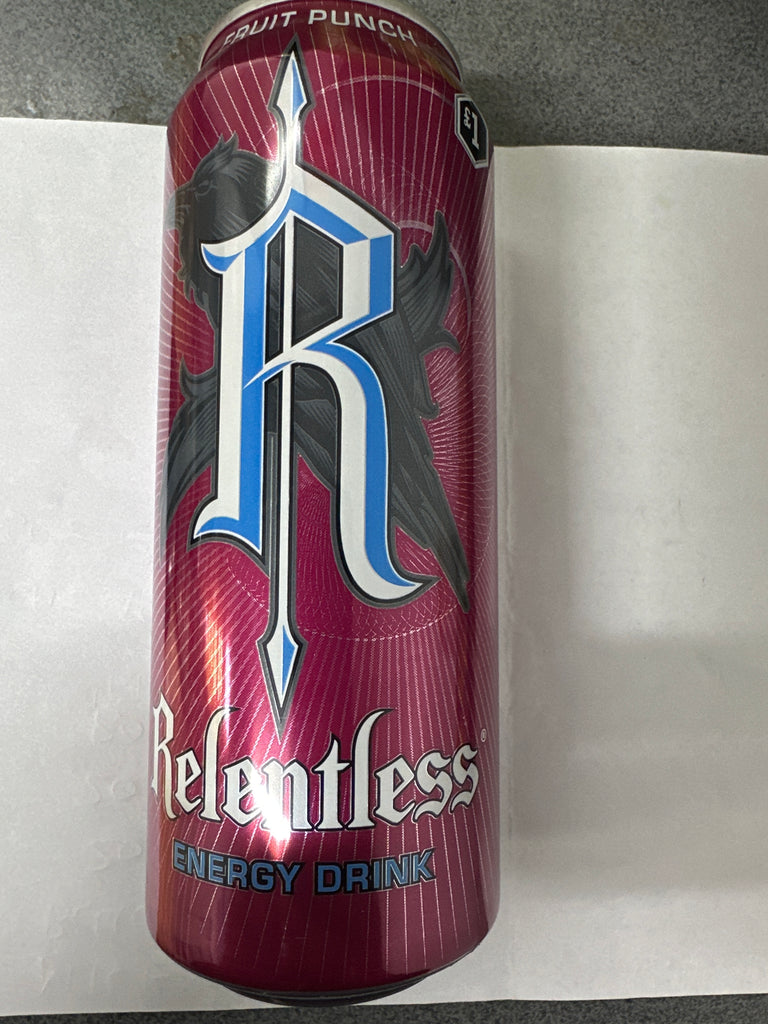 FRUIT PUNCH
£1
R
Relentless®
ENERGY DRINK